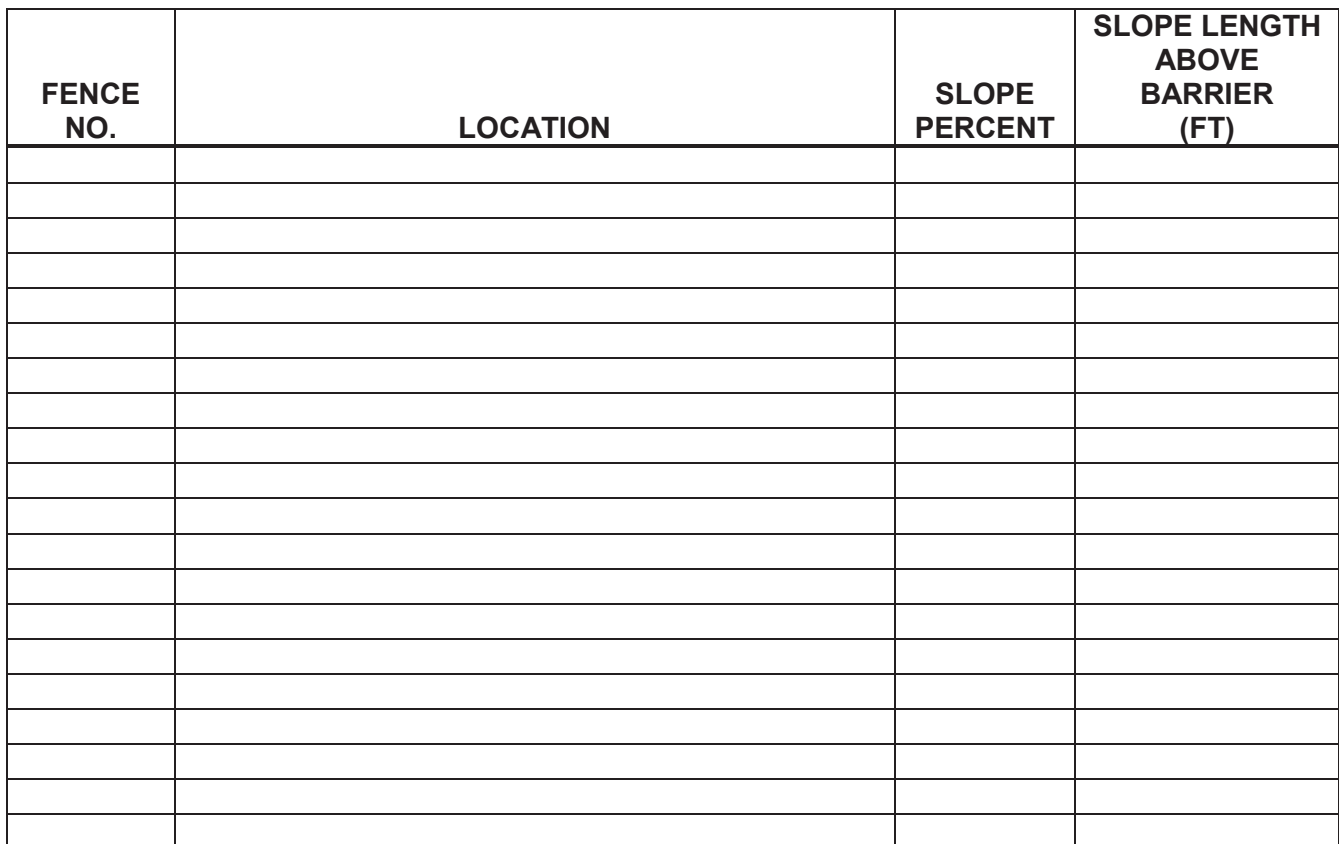 FENCE
NO.
LOCATION
SLOPE
PERCENT
SLOPE LENGTH
ABOVE
BARRIER
(FT)